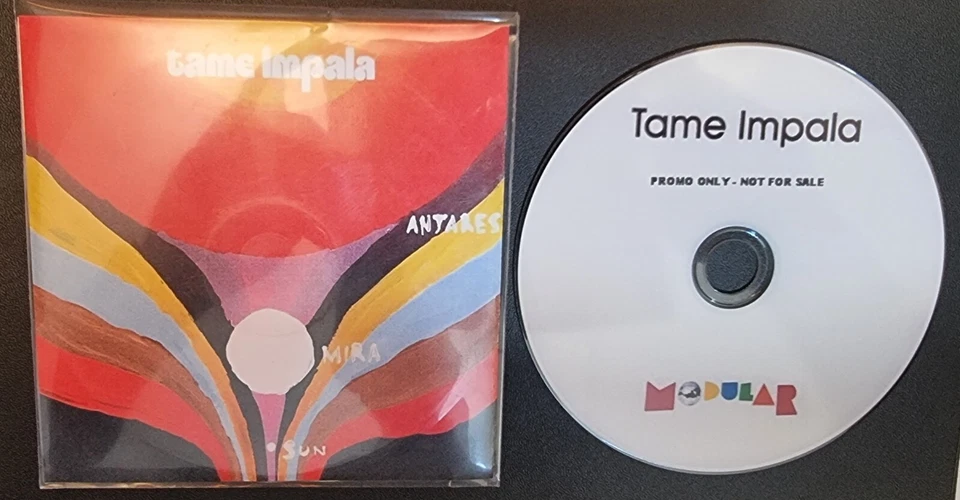 tame impala
ANTARES
MIRA
SUN
Tame Impala
PROMO ONLY - NOT FOR SALE
MODULAR